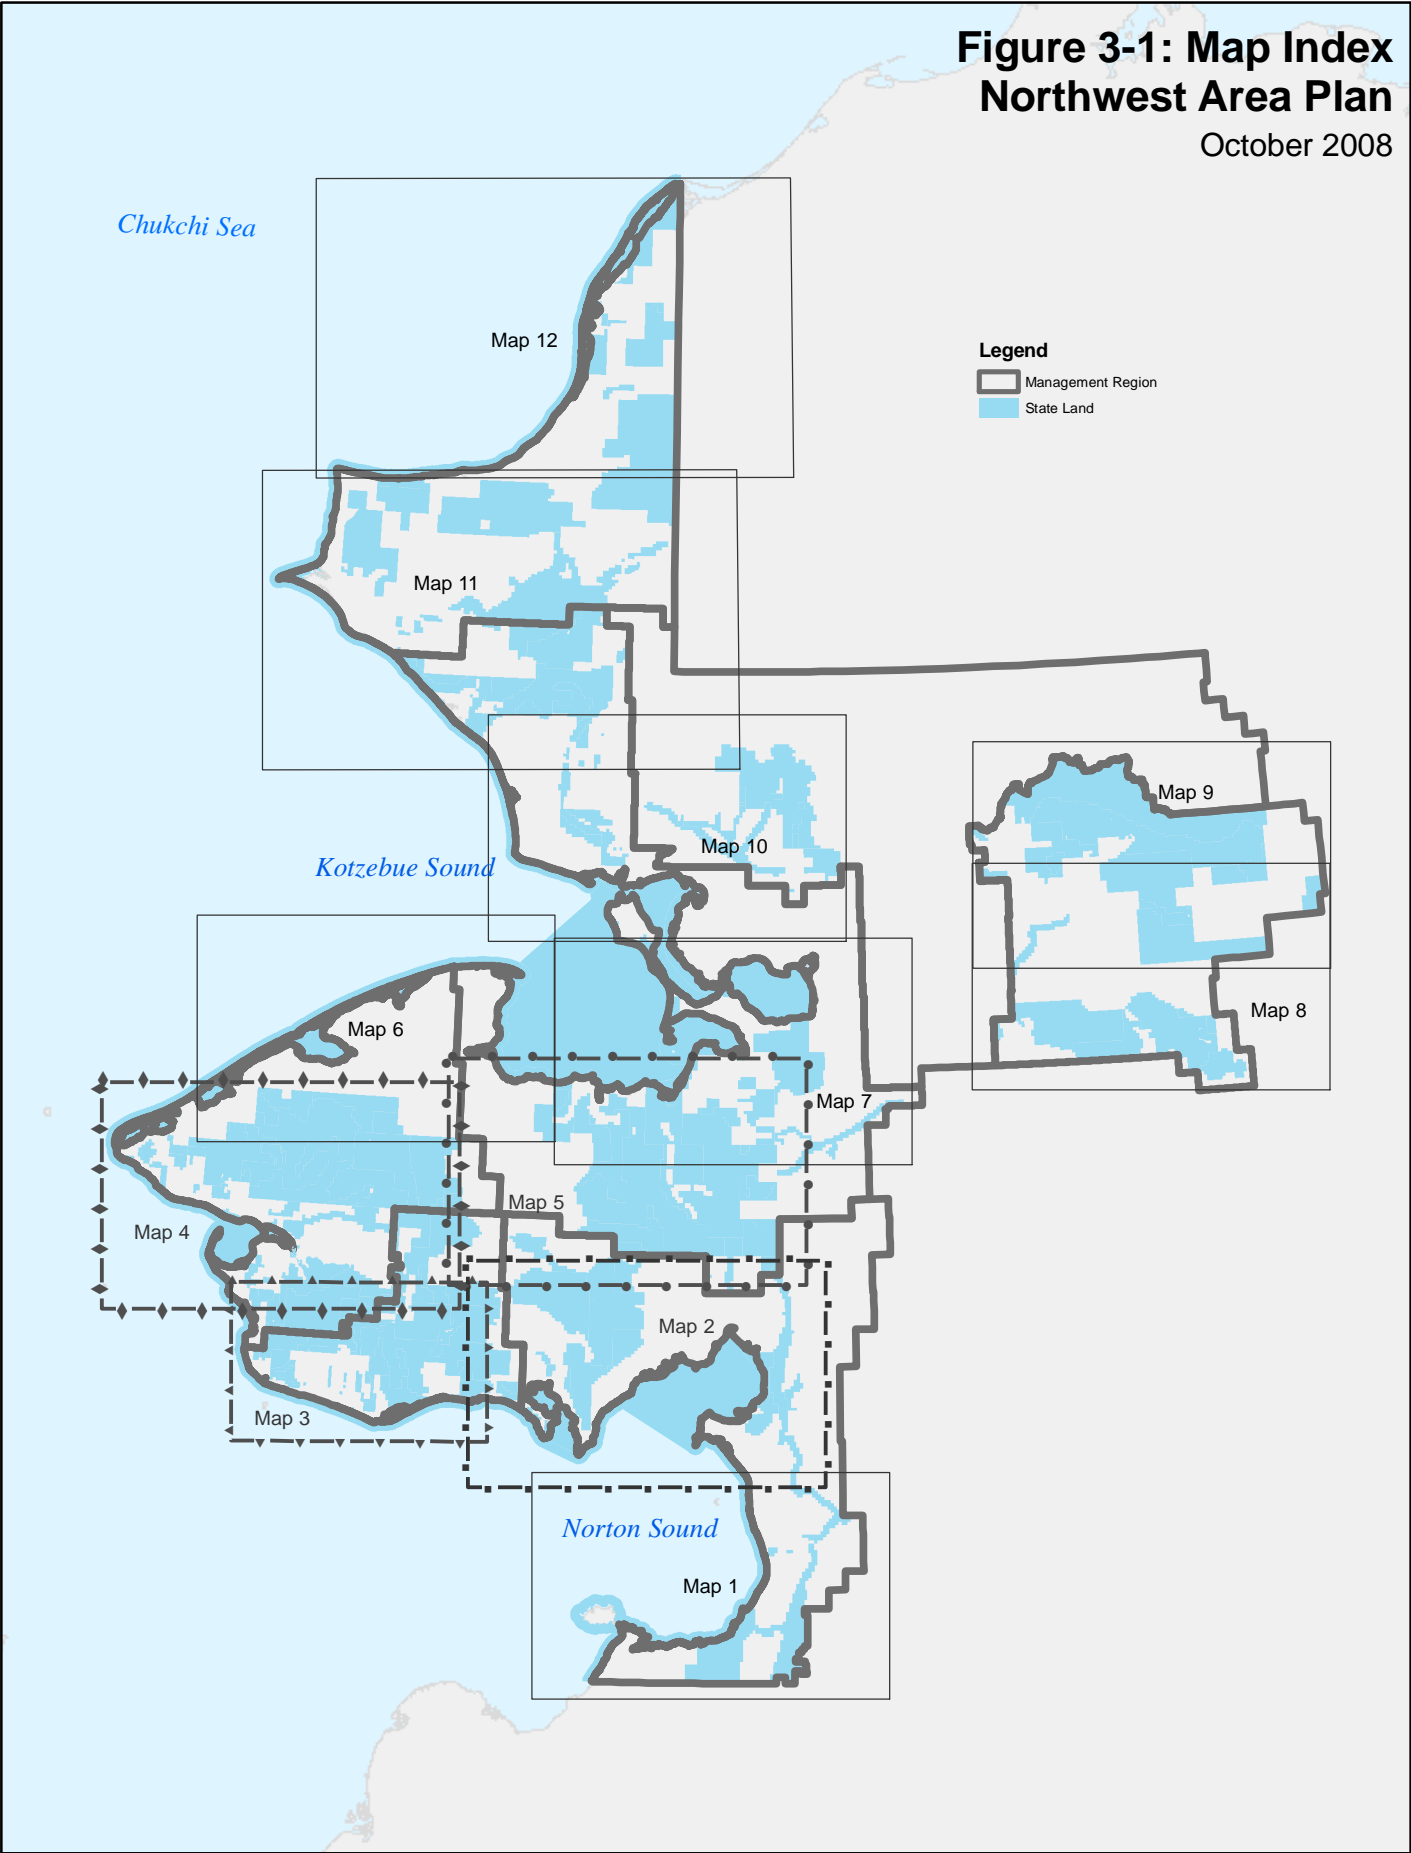 Figure 3-1: Map Index
Northwest Area Plan
October 2008
Chukchi Sea
Map 12
Legend
Management Region
State Land
Map 11
Map 9
Map 10
Kotzebue Sound
Map 8
Map 6
Map 7
Map 5
Map 4
Map 2
Map 3
Norton Sound
Map 1